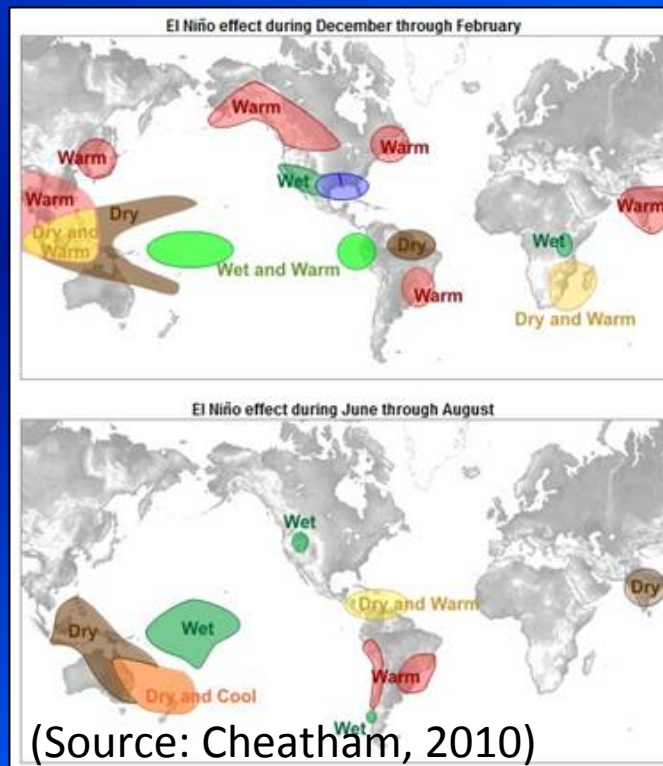 El Niño effect during December through February
Warm
Warm
Warm
Wet
Warm
Warm
Dry
Dry and
Warm
Dry
Wet
Wet and Warm
Warm
Dry and Warm
El Niño effect during June through August
Wet
Dry
Dry
Wet
Dry and Warm
Warm
Dry and Cool
Wet
(Source: Cheatham, 2010)